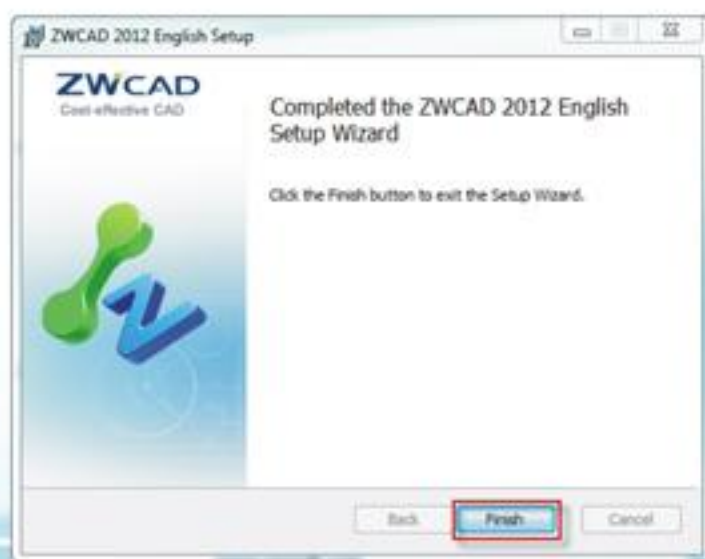 ZWCAD 2012 English Setup
ZWCAD
Cost-effective CAD
Completed the ZWCAD 2012 English
Setup Wizard
Click the Finish button to exit the Setup Wizard.
Back
Finish
Cancel